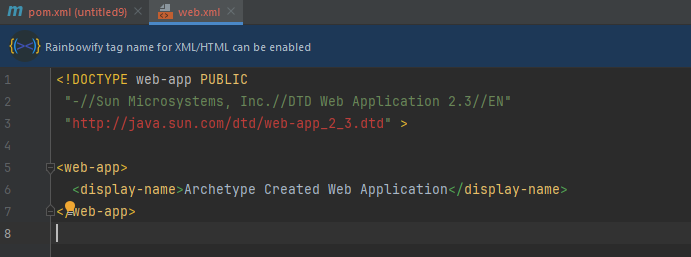 m pom.xml (untitled9) × web.xml ×
Rainbowify tag name for XML/HTML can be enabled
1 <!DOCTYPE web-app PUBLIC
2 "-//Sun Microsystems, Inc.//DTD Web Application 2.3//EN"
3 "http://java.sun.com/dtd/web-app_2_3.dtd" >
4
5 <web-app>
6 <display-name>Archetype Created Web Application</display-name>
7 </web-app>
8